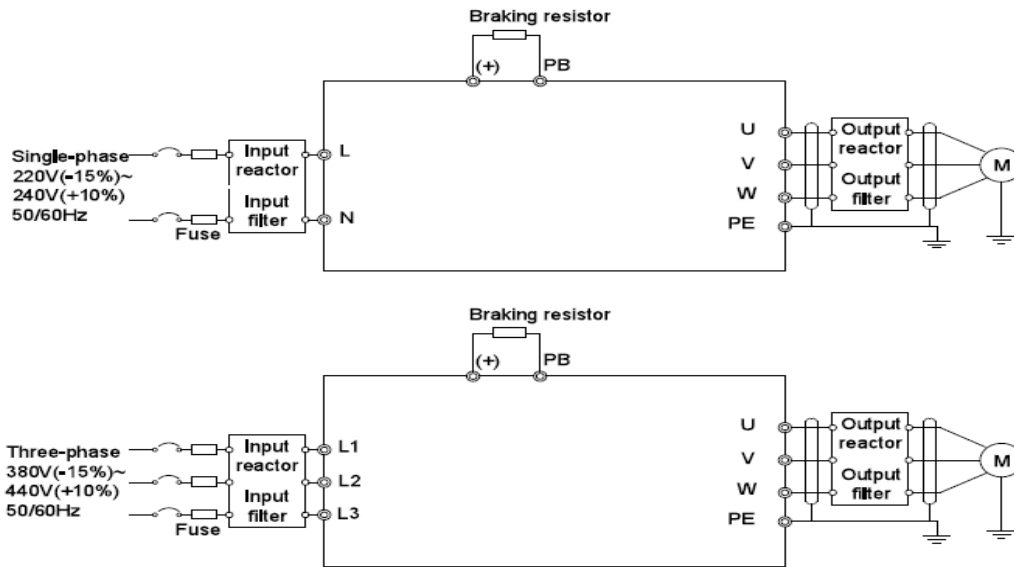 Braking resistor
(+)
PB
Single-phase
220V(-15%)~
240V(+10%)
50/60Hz
Fuse
Input
reactor
Input
filter
L
N
U
V
W
PE
Output
reactor
Output
filter
M
Braking resistor
(+)
PB
Three-phase
380V(-15%)~
440V(+10%)
50/60Hz
Fuse
Input
reactor
Input
filter
L1
L2
L3
U
V
W
PE
Output
reactor
Output
filter
M